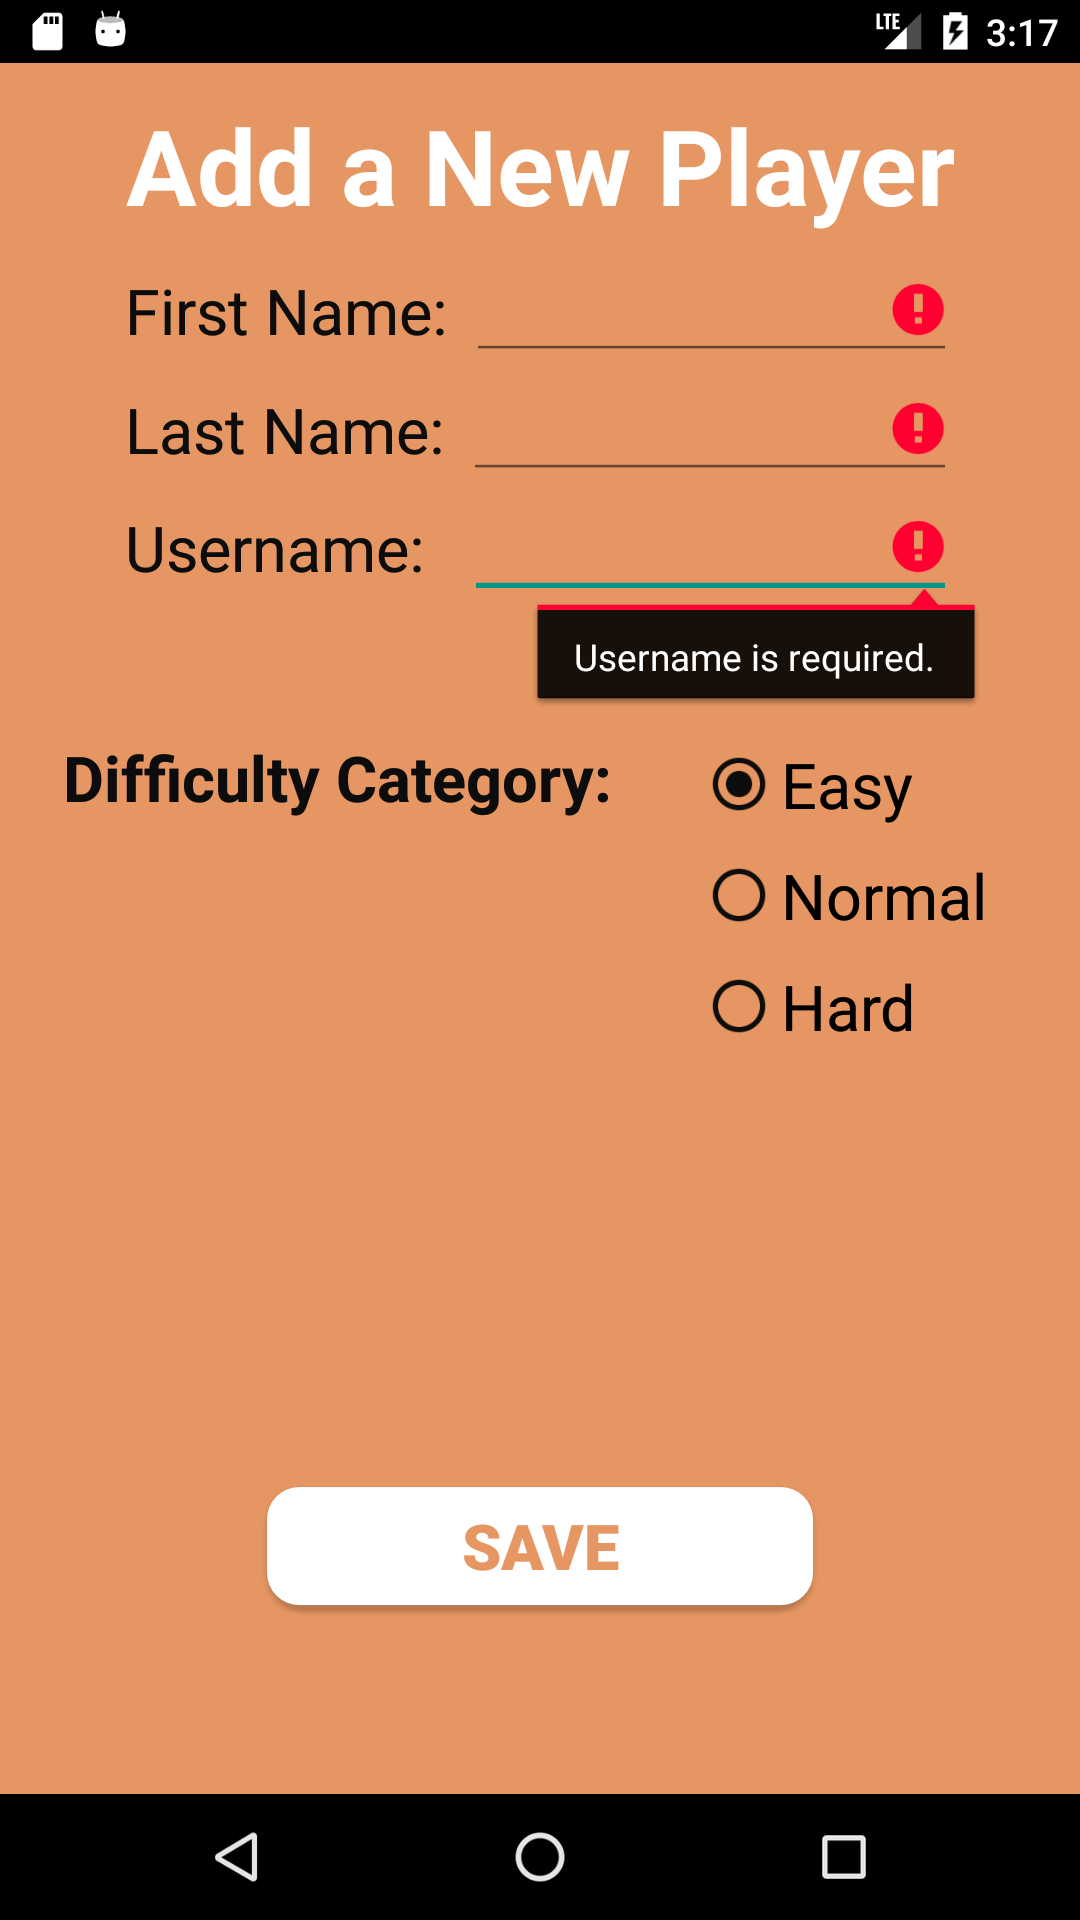 LTE 3:17
Add a New Player
First Name:
Last Name:
Username:
Username is required.
Difficulty Category:
Easy
Normal
Hard
SAVE